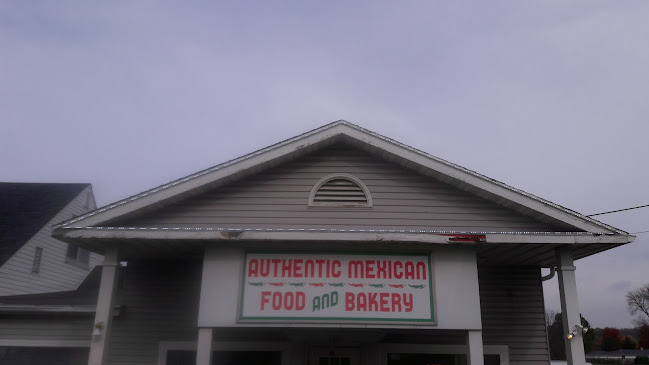 AUTHENTIC MEXICAN
FOOD AND BAKERY